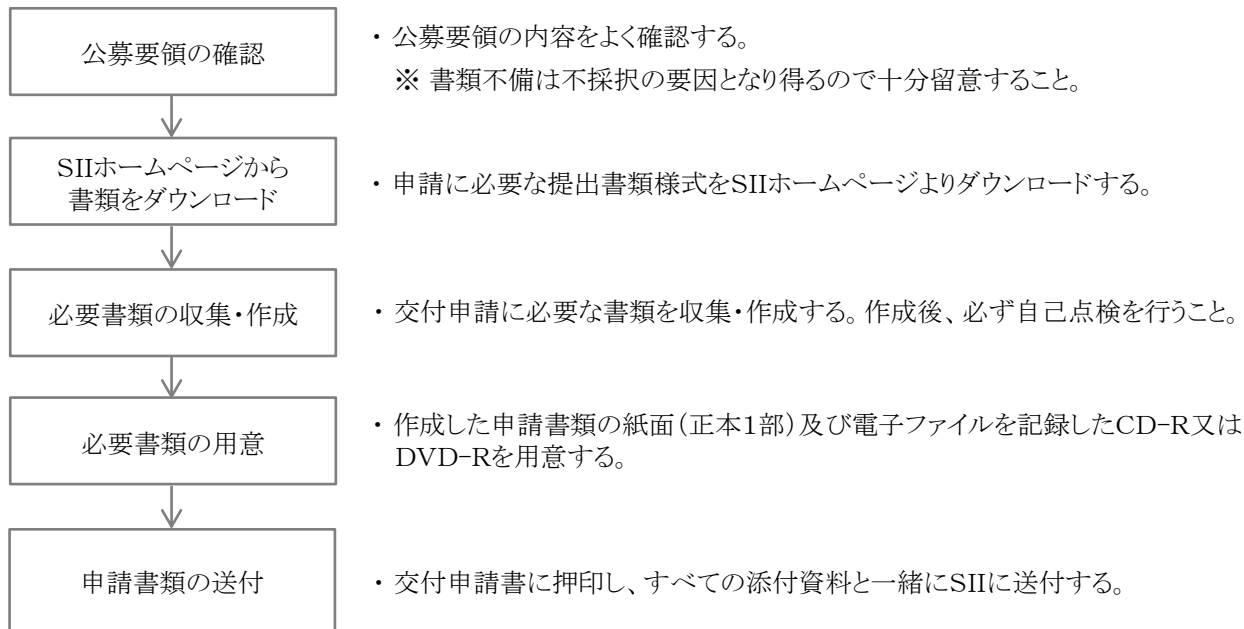 公募要領の確認
・ 公募要領の内容をよく確認する。
※ 書類不備は不採択の要因となり得るので十分留意すること。
SIIホームページから
書類をダウンロード
・ 申請に必要な提出書類様式をSIIホームページよりダウンロードする。
必要書類の収集・作成
・ 交付申請に必要な書類を収集・作成する。作成後、必ず自己点検を行うこと。
必要書類の用意
・ 作成した申請書類の紙面（正本1部）及び電子ファイルを記録したCD-R又は
DVD-Rを用意する。
申請書類の送付
・ 交付申請書に押印し、すべての添付資料と一緒にSIIに送付する。